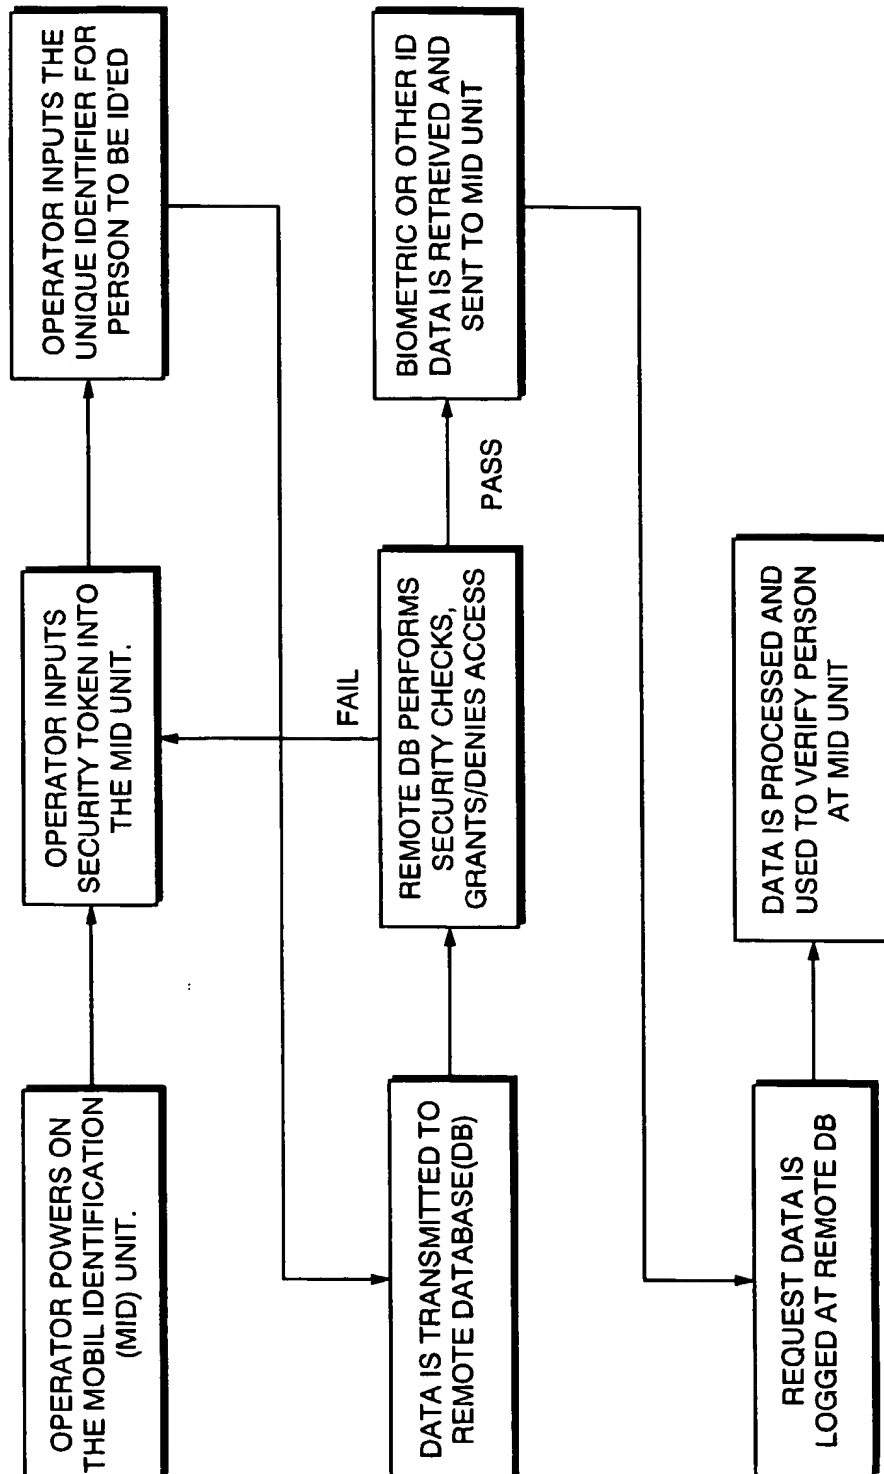 OPERATOR POWERS ON
THE MOBIL IDENTIFICATION
(MID) UNIT.
OPERATOR INPUTS
SECURITY TOKEN INTO
THE MID UNIT.
OPERATOR INPUTS THE
UNIQUE IDENTIFIER FOR
PERSON TO BE ID'ED
DATA IS TRANSMITTED TO
REMOTE DATABASE(DB)
FAIL
REMOTE DB PERFORMS
SECURITY CHECKS,
GRANTS/DENIES ACCESS
PASS
BIOMETRIC OR OTHER ID
DATA IS RETREIVED AND
SENT TO MID UNIT
REQUEST DATA IS
LOGGED AT REMOTE DB
DATA IS PROCESSED AND
USED TO VERIFY PERSON
AT MID UNIT